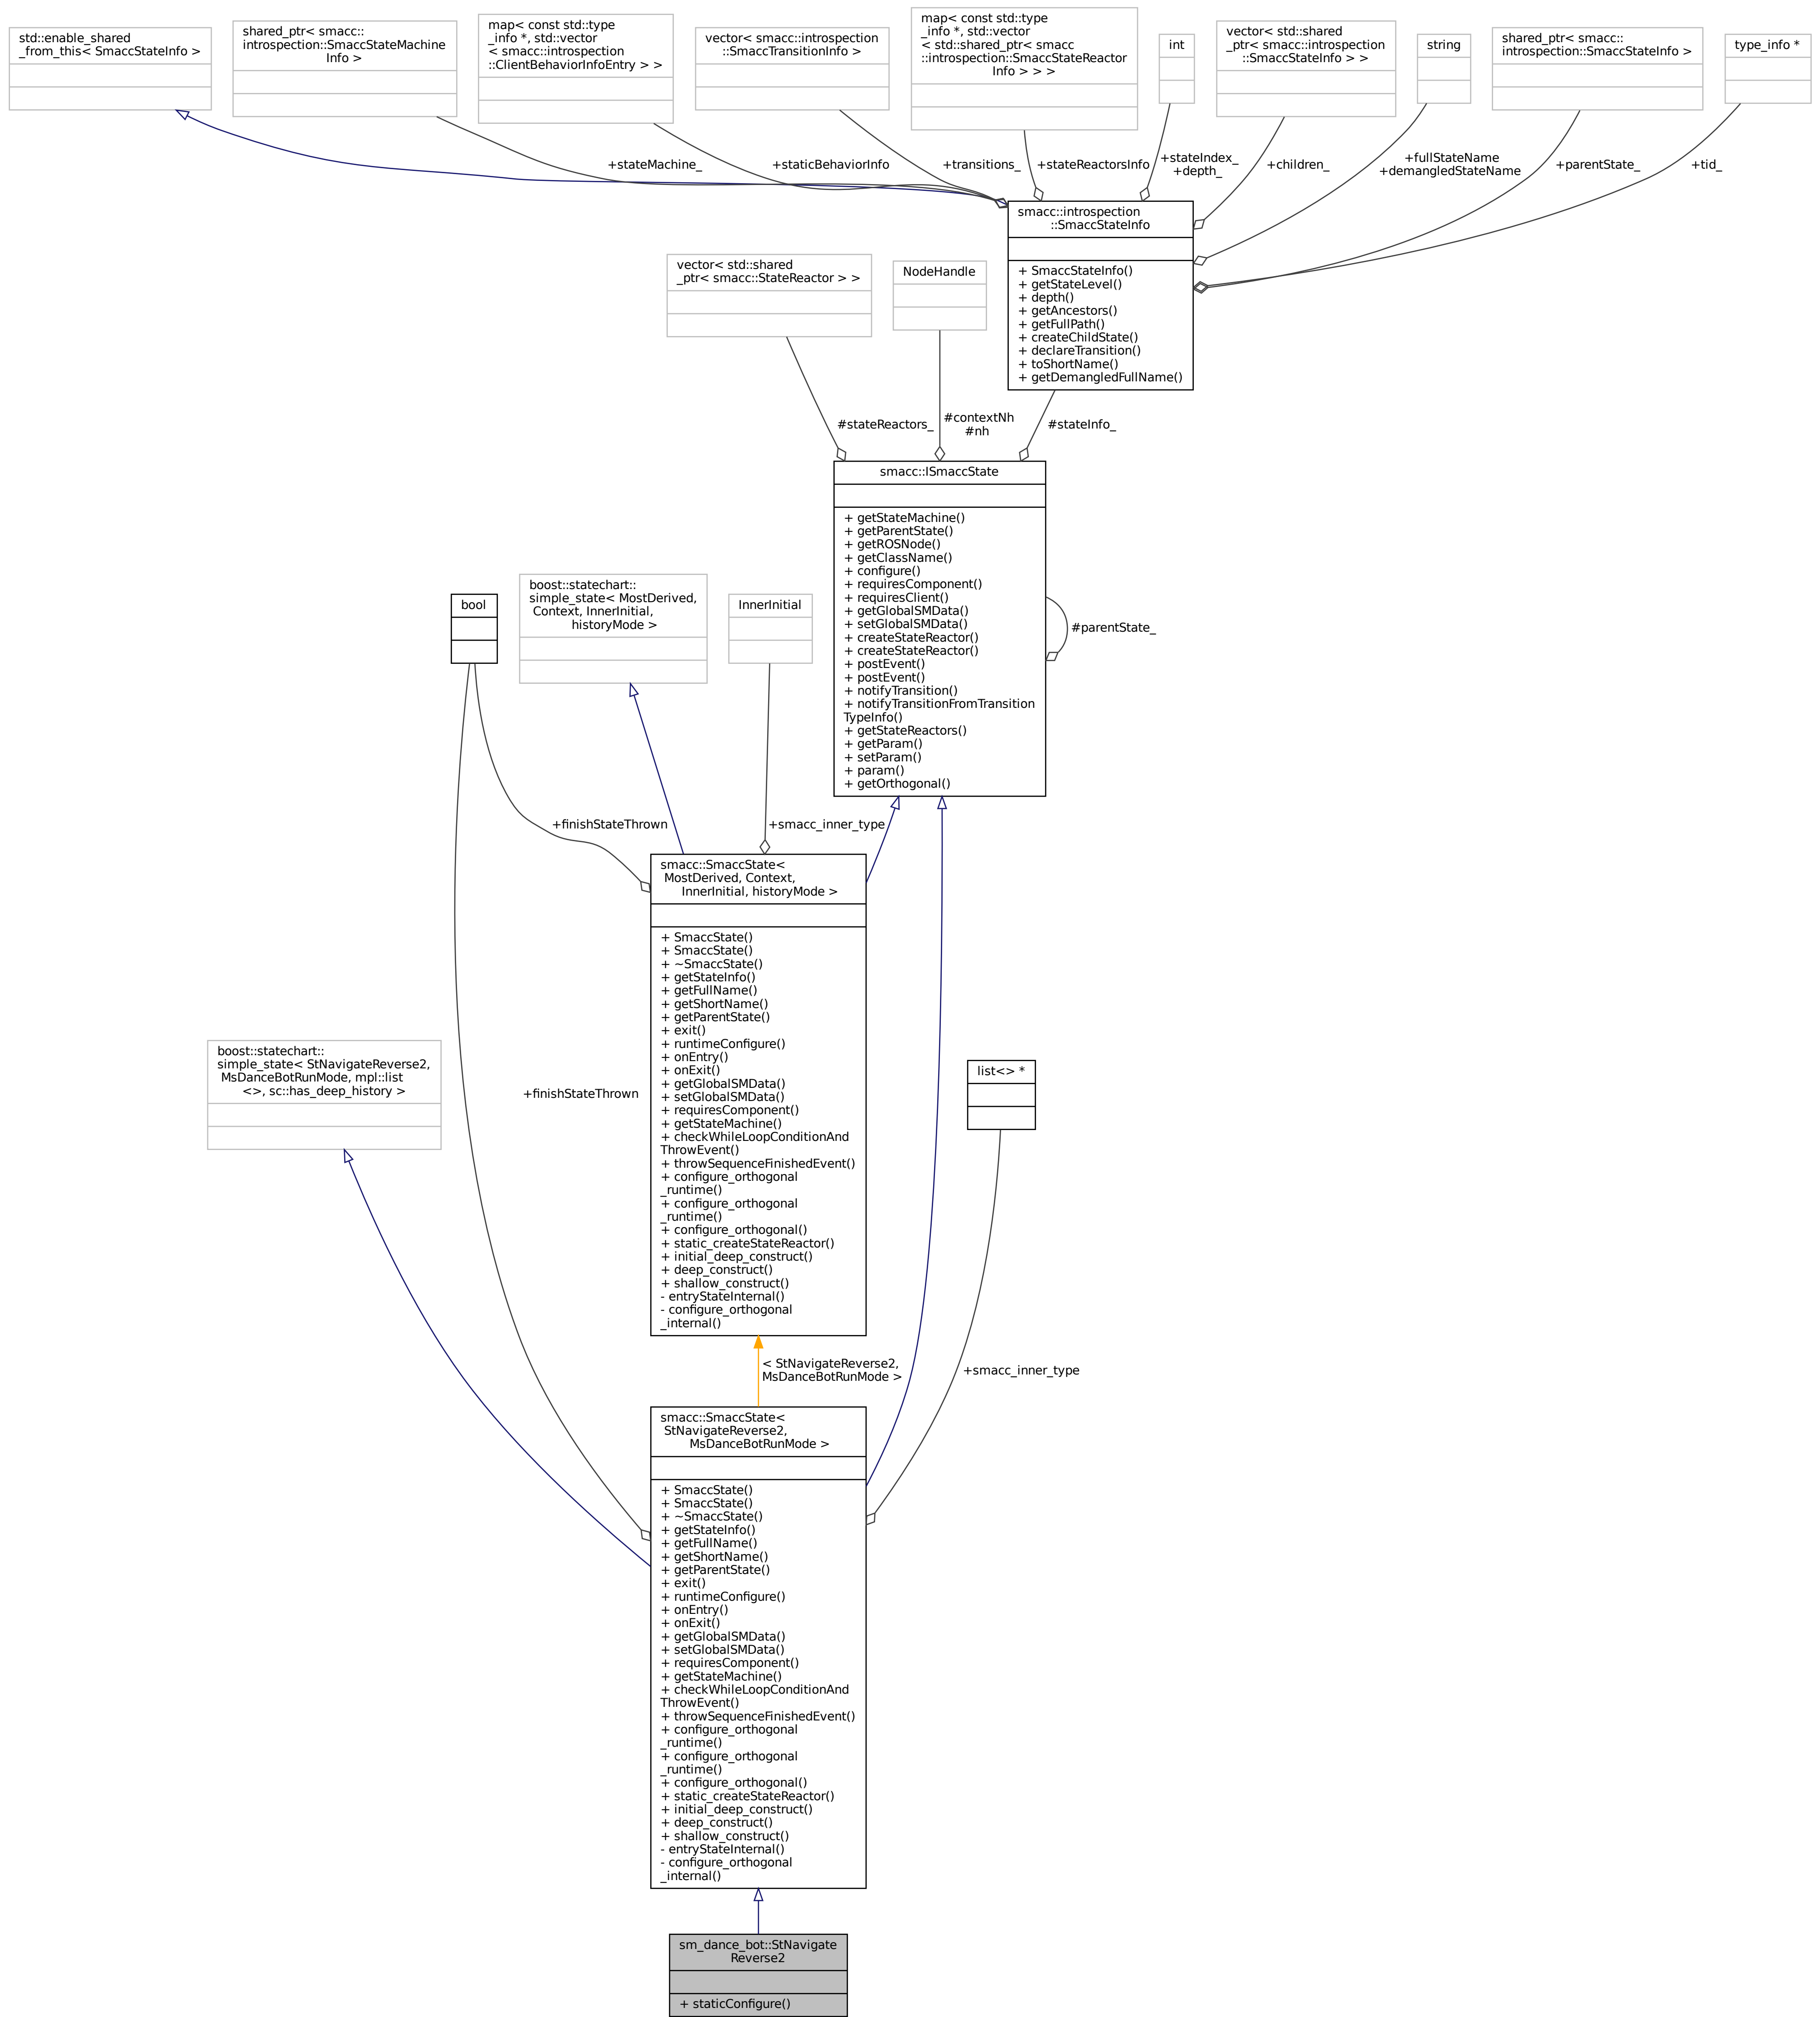 std::enable_shared
_from_this< SmaccStateInfo >
shared_ptr< smacc::
introspection::SmaccStateMachine
Info >
map< const std::type
_info *, std::vector
< smacc::introspection
::ClientBehaviorInfoEntry > >
vector< smacc::introspection
::SmaccTransitionInfo >
map< const std::type
_info *, std::vector
< std::shared_ptr< smacc
::introspection::SmaccStateReactor
Info > > >
int
vector< std::shared
_ptr< smacc::introspection
::SmaccStateInfo > >
string
shared_ptr< smacc::
introspection::SmaccStateInfo >
type_info *
+stateMachine_
+staticBehaviorInfo
+transitions_
+stateReactorsInfo
+stateIndex_
+depth_
+children_
+fullStateName
+demangledStateName
+parentState_
+tid_
smacc::introspection
::SmaccStateInfo
+ SmaccStateInfo()
+ getStateLevel()
+ depth()
+ getAncestors()
+ getFullPath()
+ createChildState()
+ declareTransition()
+ toShortName()
+ getDemangledFullName()
vector< std::shared
_ptr< smacc::StateReactor > >
NodeHandle
#stateReactors_
#contextNh
#nh
#stateInfo_
smacc::ISmaccState
+ getStateMachine()
+ getParentState()
+ getROSNode()
+ getClassName()
+ configure()
+ requiresComponent()
+ requiresClient()
+ getGlobalSMData()
+ setGlobalSMData()
+ createStateReactor()
+ createStateReactor()
+ postEvent()
+ postEvent()
+ notifyTransition()
+ notifyTransitionFromTransition
TypeInfo()
+ getStateReactors()
+ getParam()
+ setParam()
+ param()
+ getOrthogonal()
#parentState_
bool
boost::statechart::
simple_state< MostDerived,
Context, InnerInitial,
historyMode >
InnerInitial
+finishStateThrown
+smacc_inner_type
smacc::SmaccState<
MostDerived, Context,
InnerInitial, historyMode >
+ SmaccState()
+ SmaccState()
+ ~SmaccState()
+ getStateInfo()
+ getFullName()
+ getShortName()
+ getParentState()
+ exit()
+ runtimeConfigure()
+ onEntry()
+ onExit()
+ getGlobalSMData()
+ setGlobalSMData()
+ requiresComponent()
+ getStateMachine()
+ checkWhileLoopConditionAnd
ThrowEvent()
+ throwSequenceFinishedEvent()
+ configure_orthogonal
_runtime()
+ configure_orthogonal
_runtime()
+ configure_orthogonal()
+ static_createStateReactor()
+ initial_deep_construct()
+ deep_construct()
+ shallow_construct()
- entryStateInternal()
- configure_orthogonal
_internal()
boost::statechart::
simple_state< StNavigateReverse2,
MsDanceBotRunMode, mpl::list
<>, sc::has_deep_history >
+finishStateThrown
list<> *
< StNavigateReverse2,
MsDanceBotRunMode >
+smacc_inner_type
smacc::SmaccState<
StNavigateReverse2,
MsDanceBotRunMode >
+ SmaccState()
+ SmaccState()
+ ~SmaccState()
+ getStateInfo()
+ getFullName()
+ getShortName()
+ getParentState()
+ exit()
+ runtimeConfigure()
+ onEntry()
+ onExit()
+ getGlobalSMData()
+ setGlobalSMData()
+ requiresComponent()
+ getStateMachine()
+ checkWhileLoopConditionAnd
ThrowEvent()
+ throwSequenceFinishedEvent()
+ configure_orthogonal
_runtime()
+ configure_orthogonal
_runtime()
+ configure_orthogonal()
+ static_createStateReactor()
+ initial_deep_construct()
+ deep_construct()
+ shallow_construct()
- entryStateInternal()
- configure_orthogonal
_internal()
sm_dance_bot::StNavigate
Reverse2
+ staticConfigure()